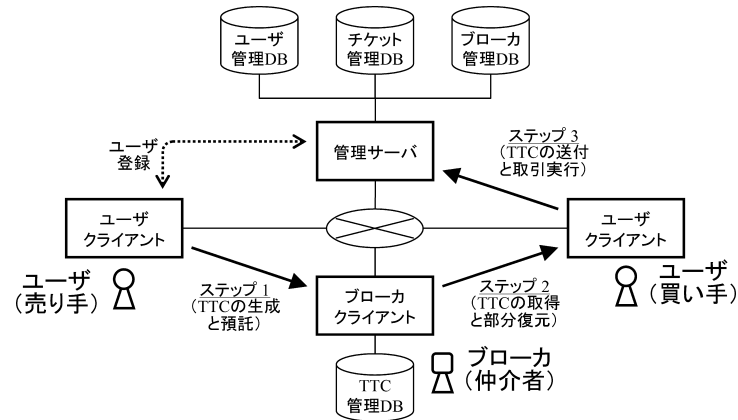 ユーザ
管理DB
チケット
管理DB
ブローカ
管理DB
ユーザ
登録
管理サーバ
ステップ3
(TTCの送付
と取引実行)
ユーザ
クライアント
ユーザ
クライアント
ユーザ
(売り手)
ステップ1
(TTCの生成
と預託)
ブローカ
クライアント
ステップ2
(TTCの取得
と部分復元)
ユーザ
(買い手)
TTC
管理DB
ブローカ
(仲介者)